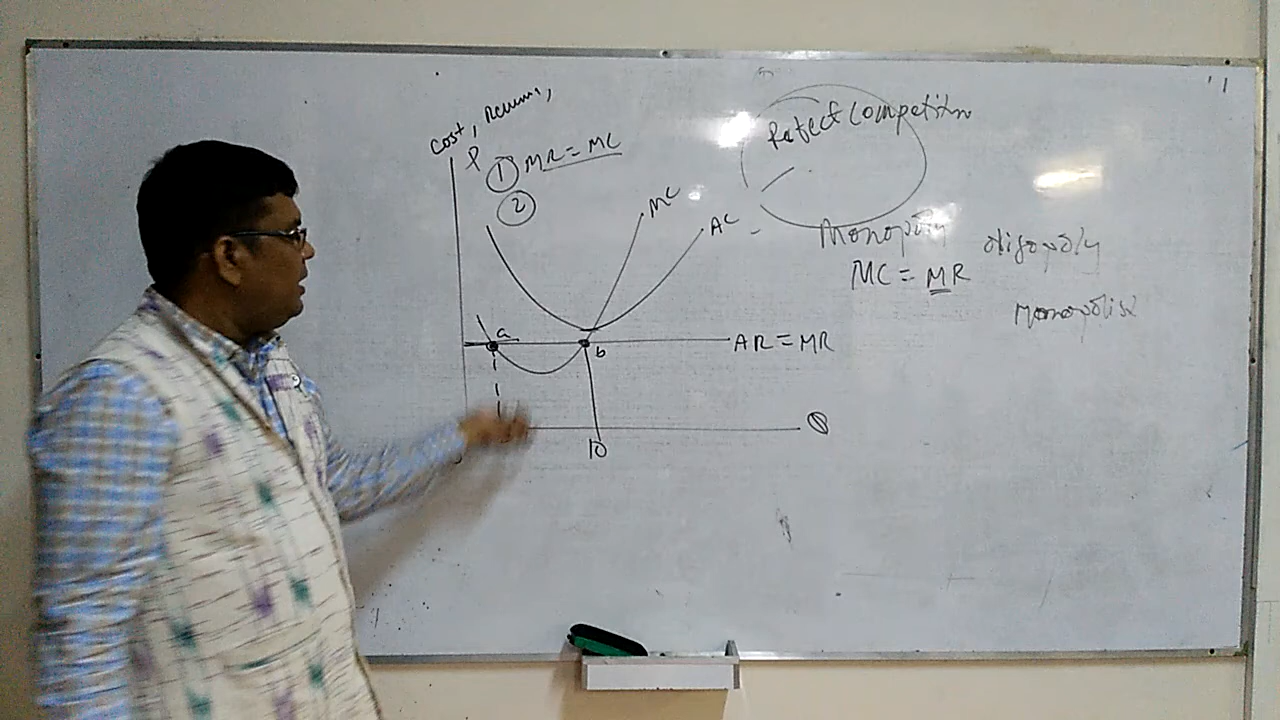 cost, revenue,
P
① MR = MC
②
MC
AC
a
b
AR = MR
10
Q
Perfect Competition
Monopoly
oligopoly
MC = MR
Monopolist